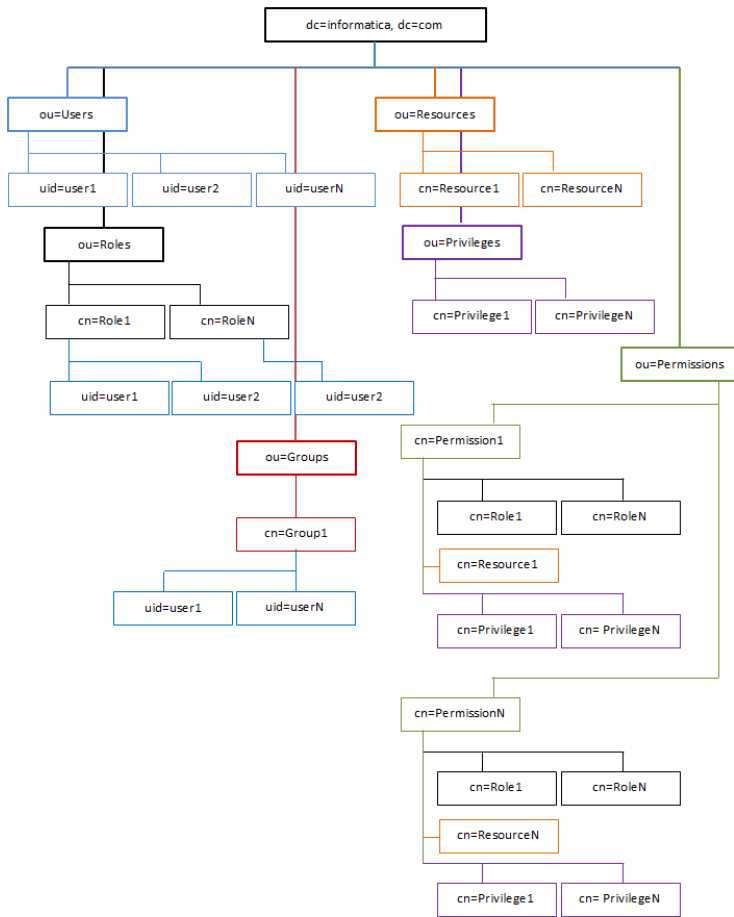 dc=informatica, dc=com
ou=Users
ou=Resources
uid=user1
uid=user2
uid=userN
cn=Resource1
cn=ResourceN
ou=Roles
ou=Privileges
cn=Role1
cn=RoleN
cn=Privilege1
cn=PrivilegeN
ou=Permissions
uid=user1
uid=user2
uid=user2
cn=Permission1
ou=Groups
cn=Role1
cn=RoleN
cn=Group1
cn=Resource1
uid=user1
uid=userN
cn=Privilege1
cn= PrivilegeN
cn=PermissionN
cn=Role1
cn=RoleN
cn=ResourceN
cn=Privilege1
cn= PrivilegeN